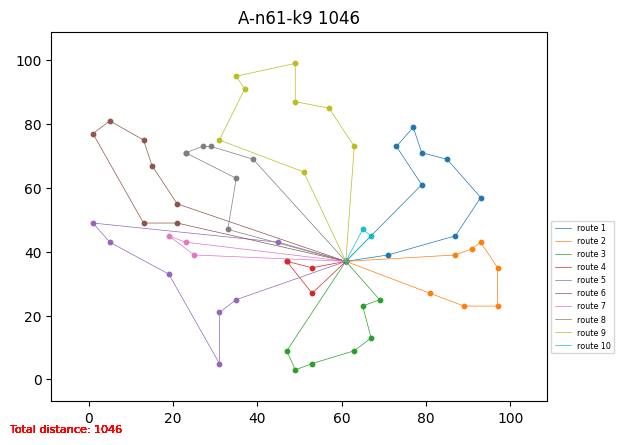 A-n61-k9 1046
100
80
60
40
20
0
0 20 40 60 80 100
route 1
route 2
route 3
route 4
route 5
route 6
route 7
route 8
route 9
route 10
Total distance: 1046